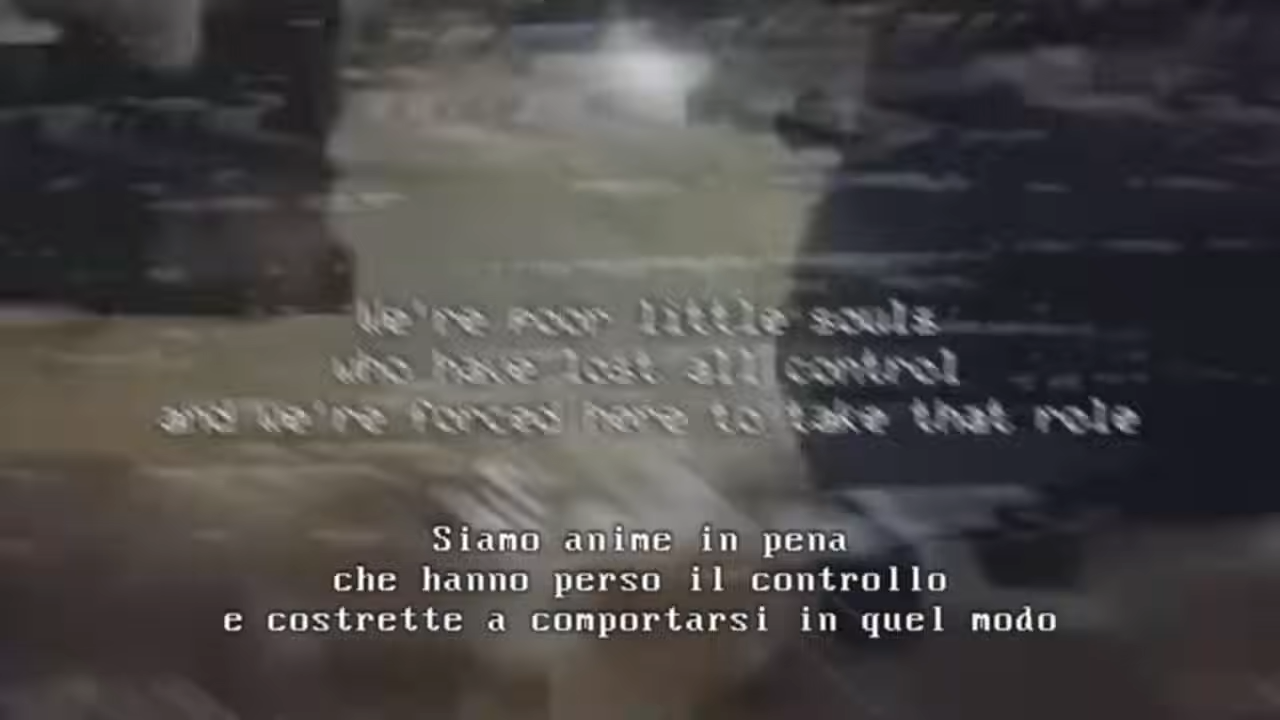 We're poor little souls
who have lost all control
and We're forced here to take that role
Siamo anime in pena
che hanno perso il controllo
e costrette a comportarsi in quel modo